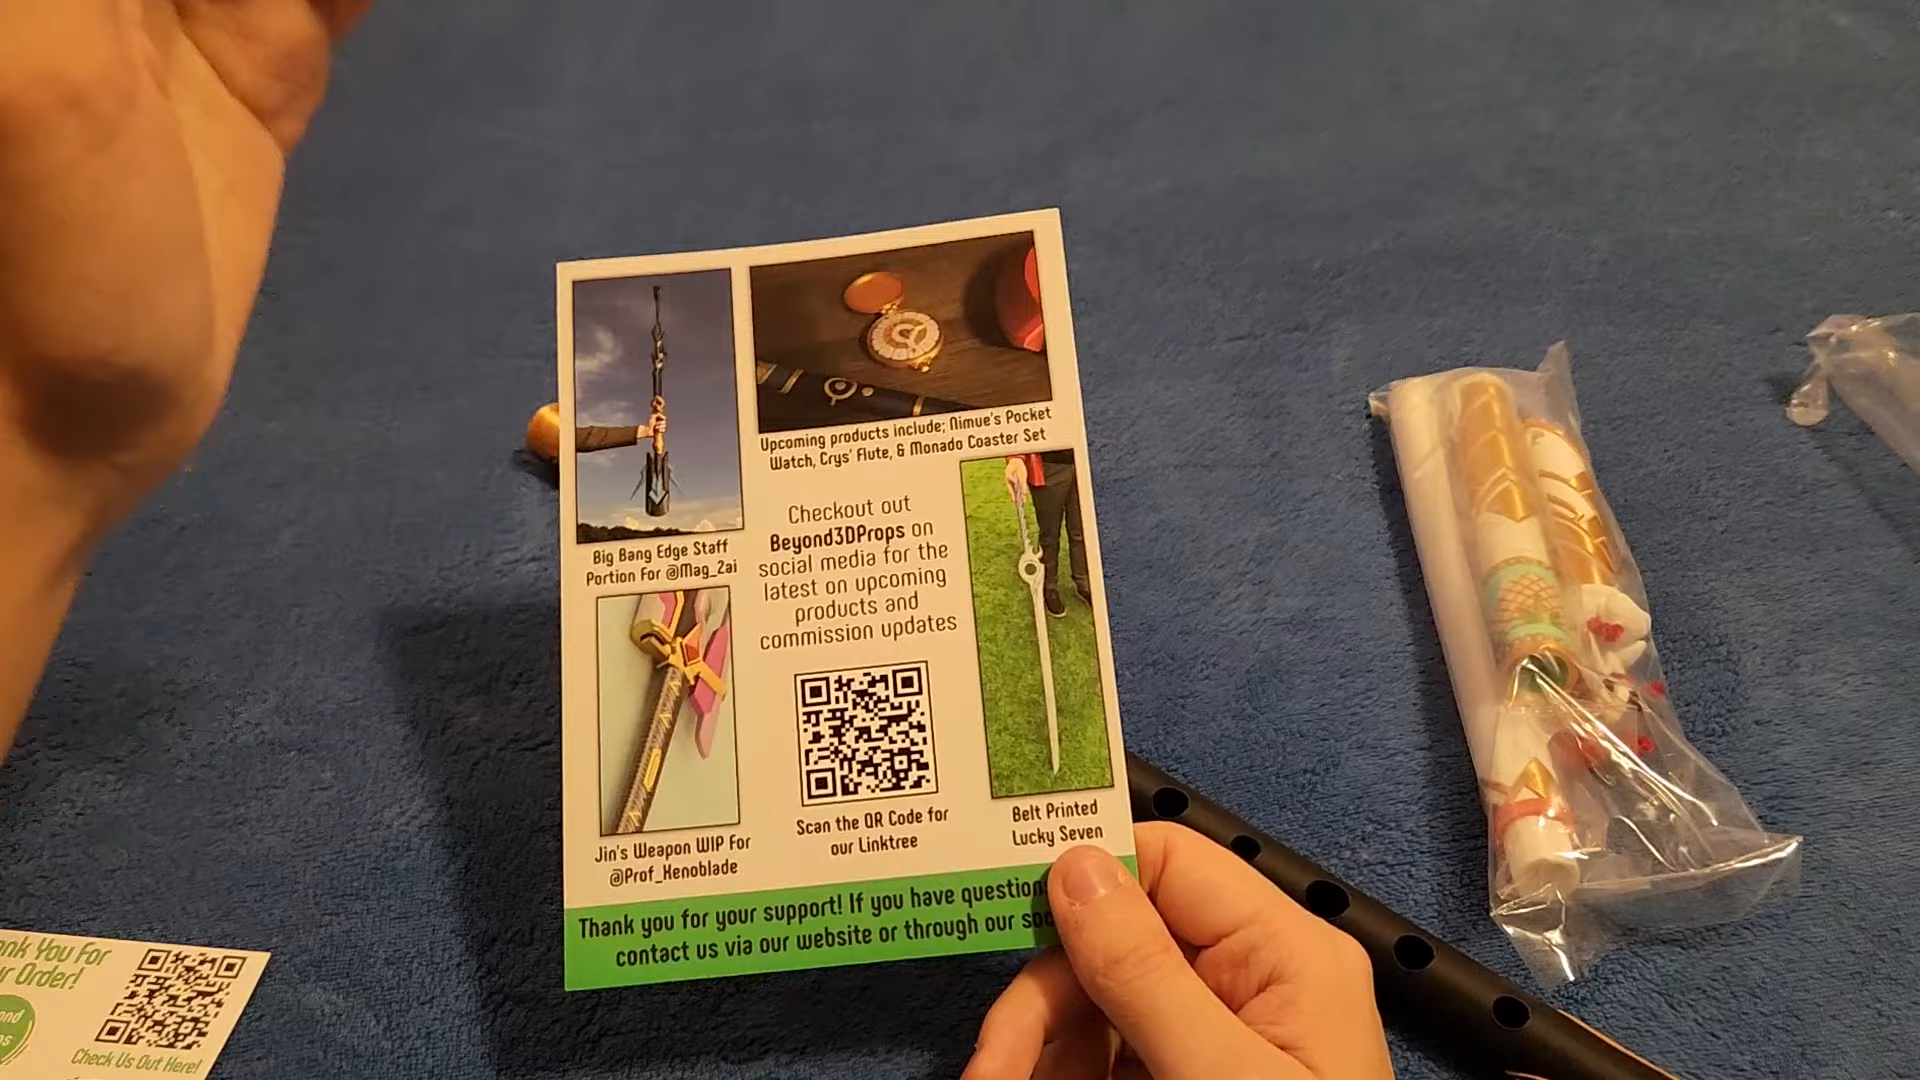 Upcoming products include; Nimue's Pocket
Watch, Crys' Flute, & Monado Coaster Set
Big Bang Edge Staff
Portion For @Mag_2ai
Checkout out
Beyond3DProps on
social media for the
latest on upcoming
products and
commission updates
Jin's Weapon WIP For
@Prof_Xenoblade
Scan the QR Code for
our Linktree
Belt Printed
Lucky Seven
Thank you for your support! If you have question
contact us via our website or through our so
You For
Order!
Check Us Out Here!